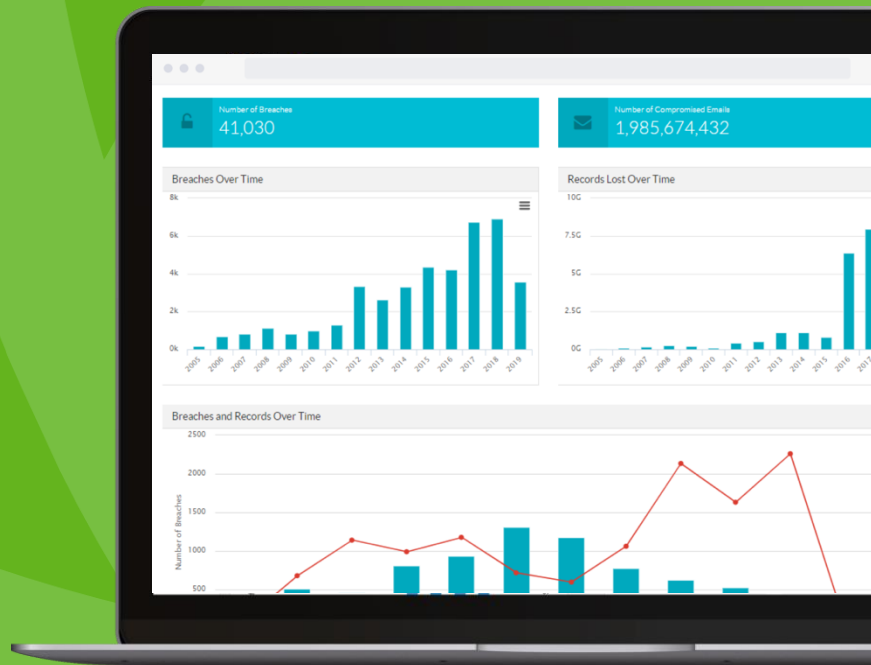 Number of Breaches
41,030
Number of Compromised Emails
1,985,674,432
Breaches Over Time
8k
6k
4k
2k
0k
2005 2006 2007 2008 2009 2010 2011 2012 2013 2014 2015 2016 2017 2018 2019
Records Lost Over Time
10G
7.5G
5G
2.5G
0G
2005 2006 2007 2008 2009 2010 2011 2012 2013 2014 2015 2016 2017
Breaches and Records Over Time
Number of Breaches
2500
2000
1500
1000
500